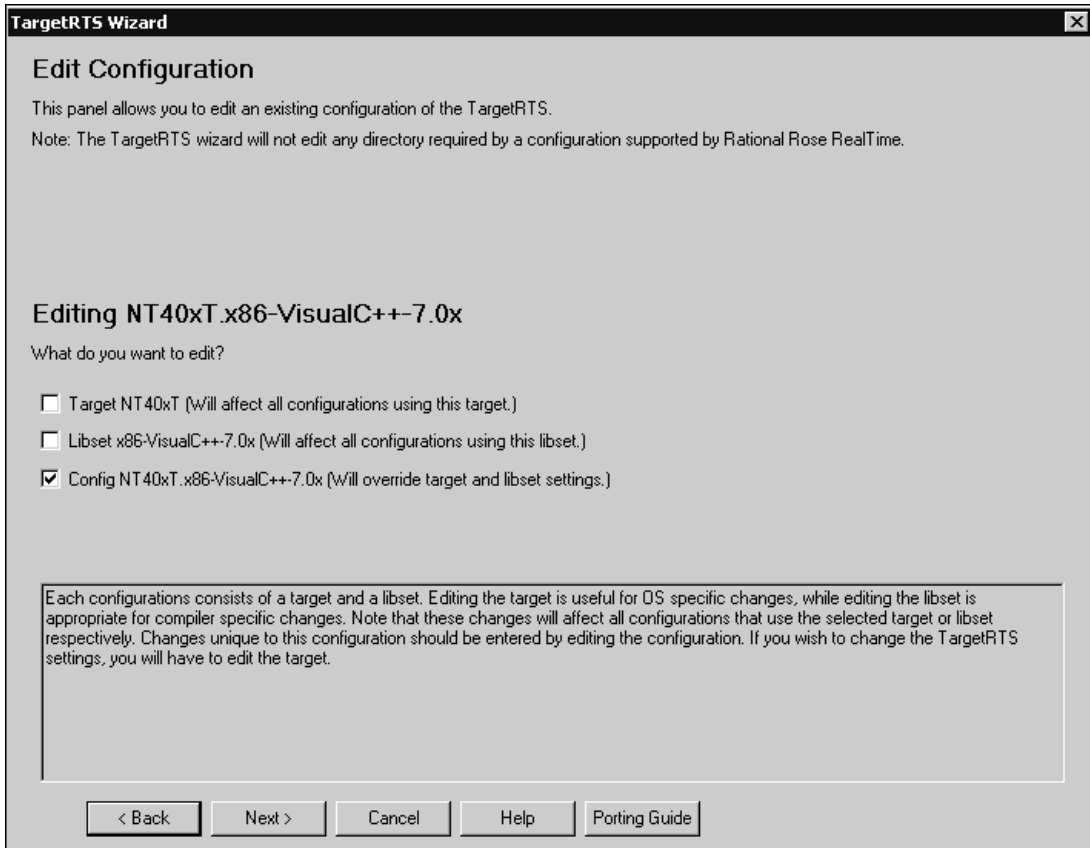 TargetRTS Wizard
Edit Configuration
This panel allows you to edit an existing configuration of the TargetRTS.
Note: The TargetRTS wizard will not edit any directory required by a configuration supported by Rational Rose RealTime.
Editing NT40xT.x86-VisualC++-7.0x
What do you want to edit?
Target NT40xT (Will affect all configurations using this target.)
Libset x86-VisualC++-7.0x (Will affect all configurations using this libset.)
Config NT40xT.x86-VisualC++-7.0x (Will override target and libset settings.)
Each configurations consists of a target and a libset. Editing the target is useful for OS specific changes, while editing the libset is
appropriate for compiler specific changes. Note that these changes will affect all configurations that use the selected target or libset
respectively. Changes unique to this configuration should be entered by editing the configuration. If you wish to change the TargetRTS
settings, you will have to edit the target.
< Back
Next >
Cancel
Help
Porting Guide